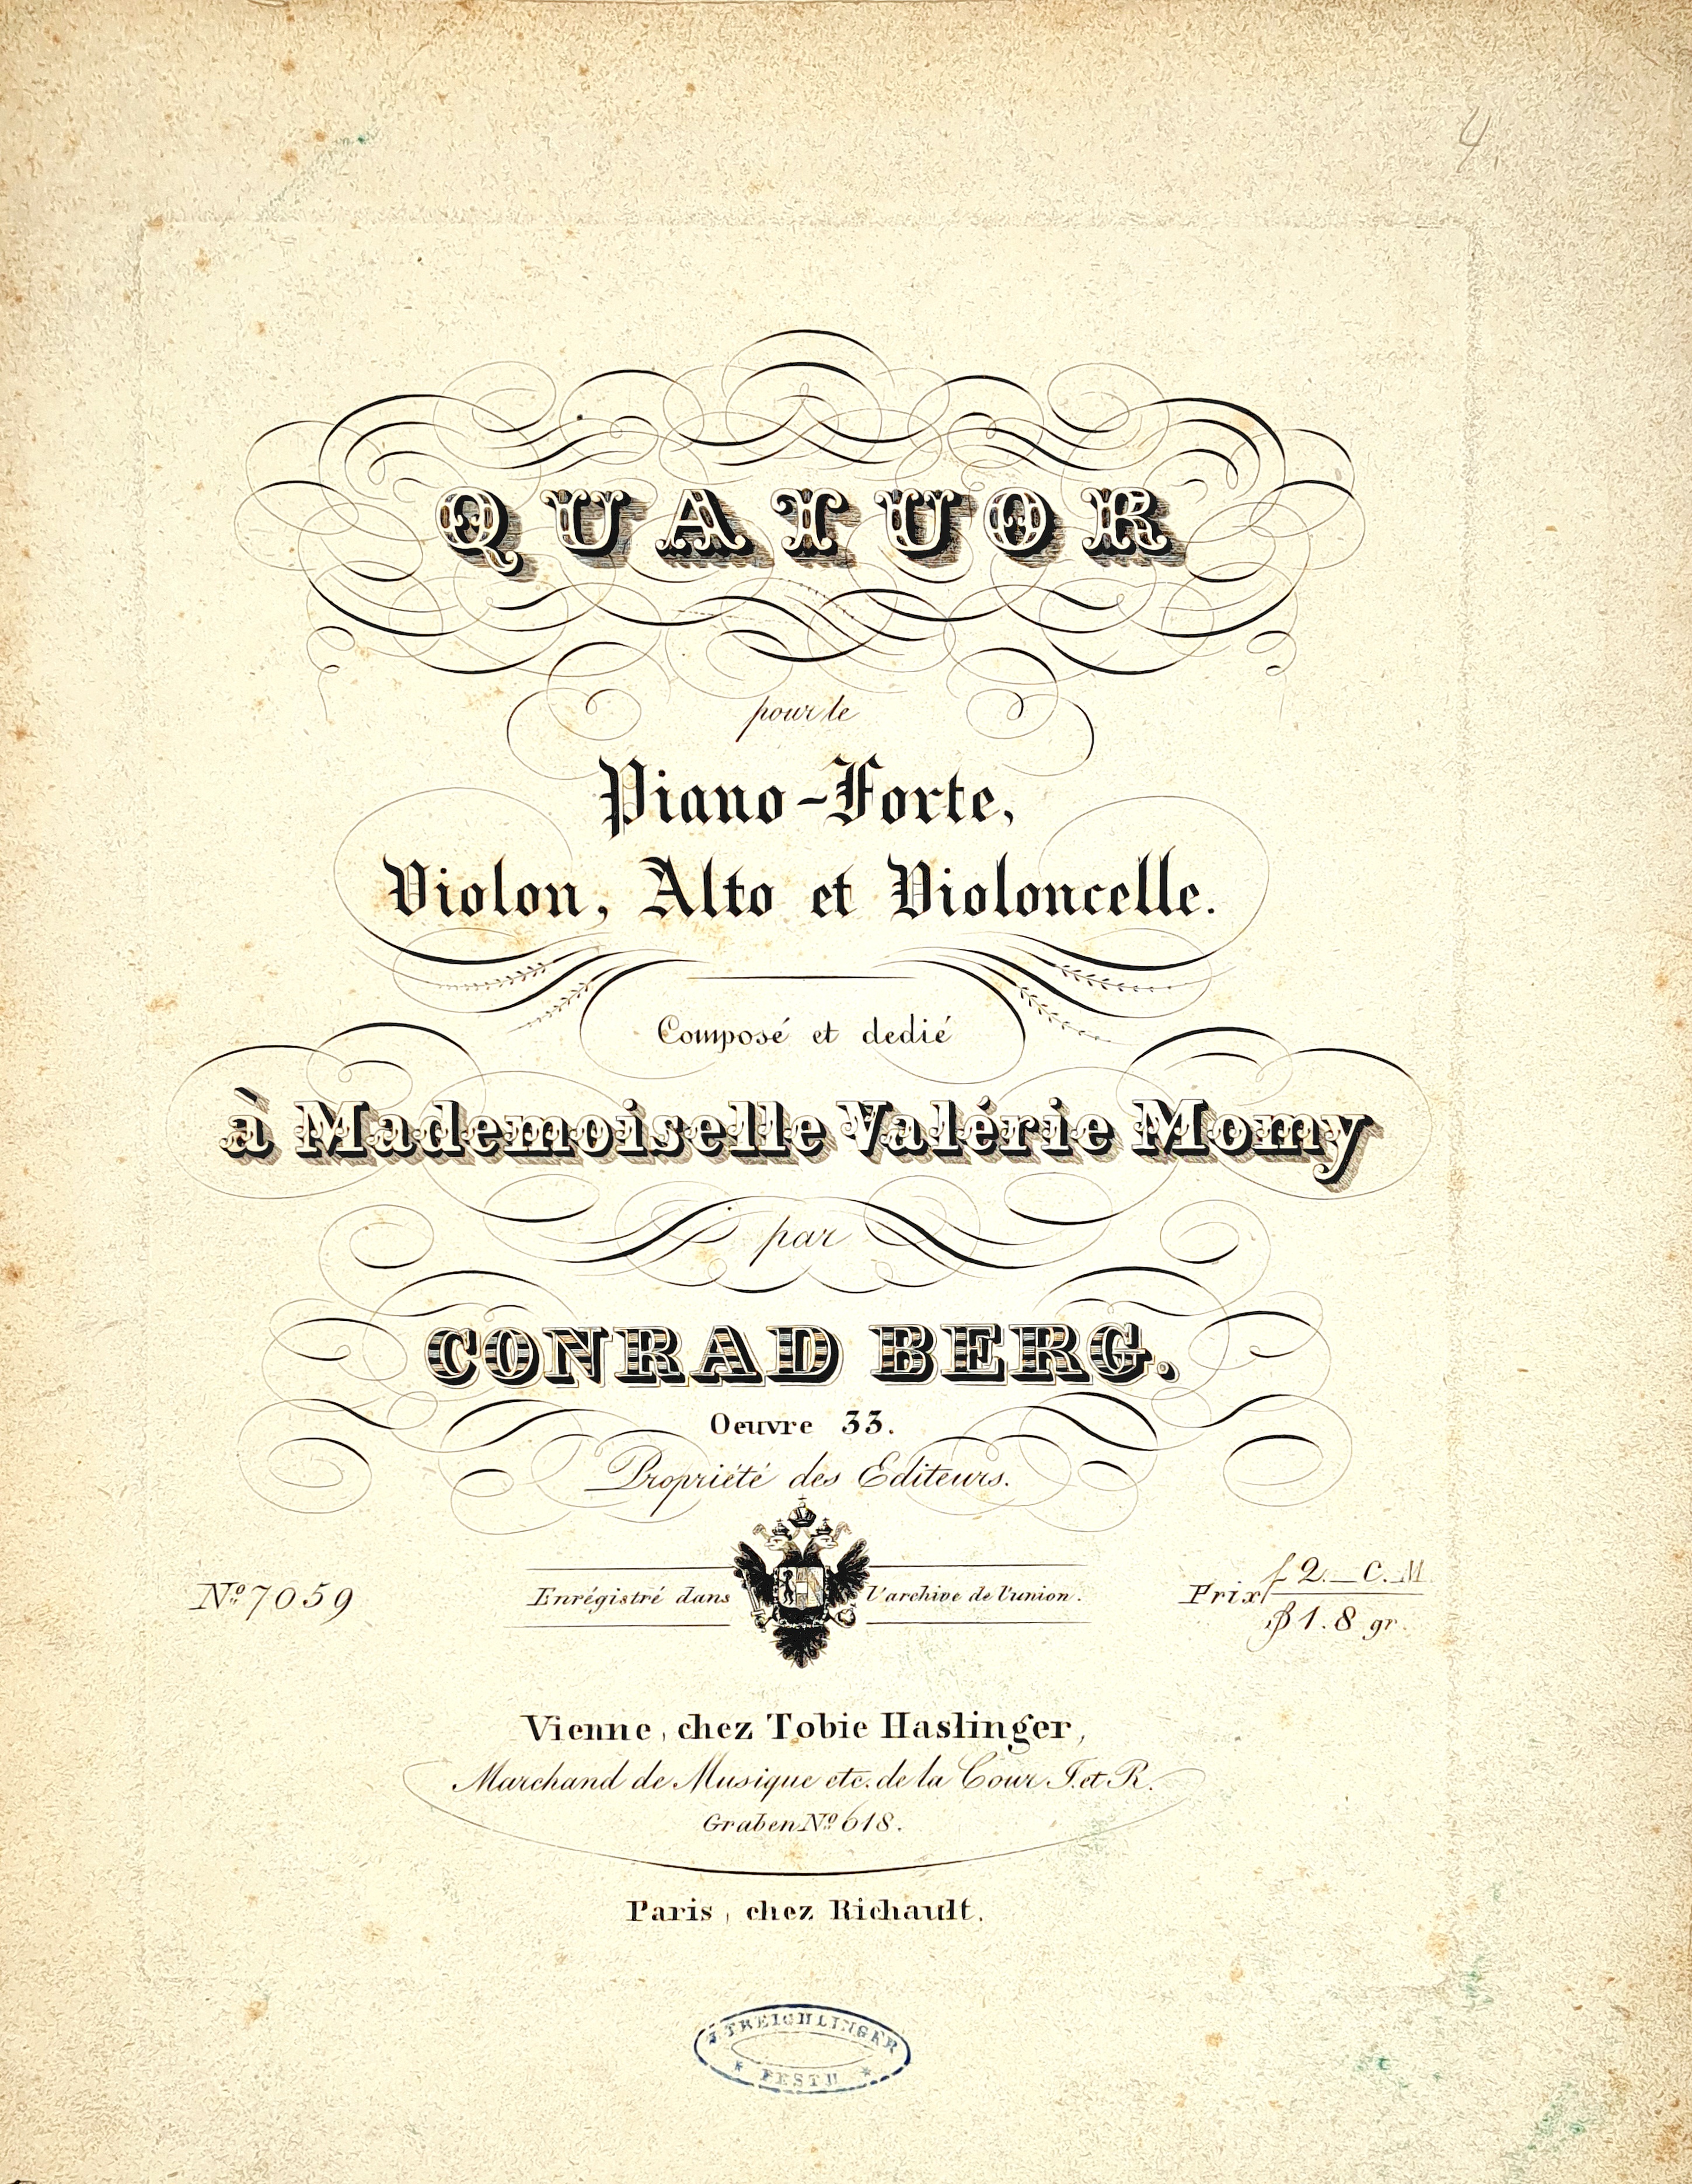 4
QUATUOR
pour le
Piano-Forte,
Violon, Alto et Violoncelle.
Composé et dedié
à Mademoiselle Valérie Momy
par
CONRAD BERG.
Oeuvre 33.
Propriété des Editeurs.
No. 7059
Enrégistré dans l'archive de l'union.
Prix f 2._C.M.
1.8 gr.
Vienne, chez Tobie Haslinger,
Marchand de Musique etc. de la Cour I. et R.
Graben No. 618.
Paris, chez Richault.
J. TREICHLINGER
* PESTH *